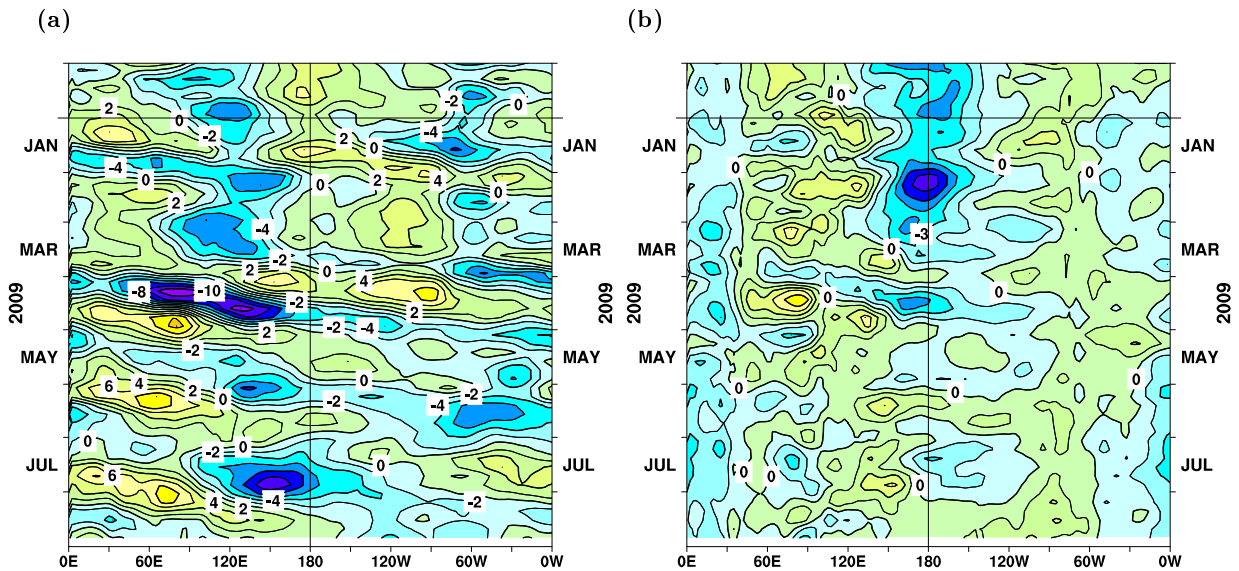 (a) (b)
2 0 -2 -2 0 0
JAN 2 0 -4 JAN JAN
-4 0 0 2 4 0 0 0
2 -4
MAR -2 MAR MAR -3 0 MAR
2 0 4
-8 -10 -2 0 0
2 -2 -4 2
2009 2009 2009 2009
MAY -2 MAY MAY MAY
6 4 2 0 0 -2 -4 -2 0 0 0
0 -2 0
JUL 6 0 JUL JUL 0 0 0 JUL
4 2 -4 -2
0E 60E 120E 180 120W 60W 0W 0E 60E 120E 180 120W 60W 0W